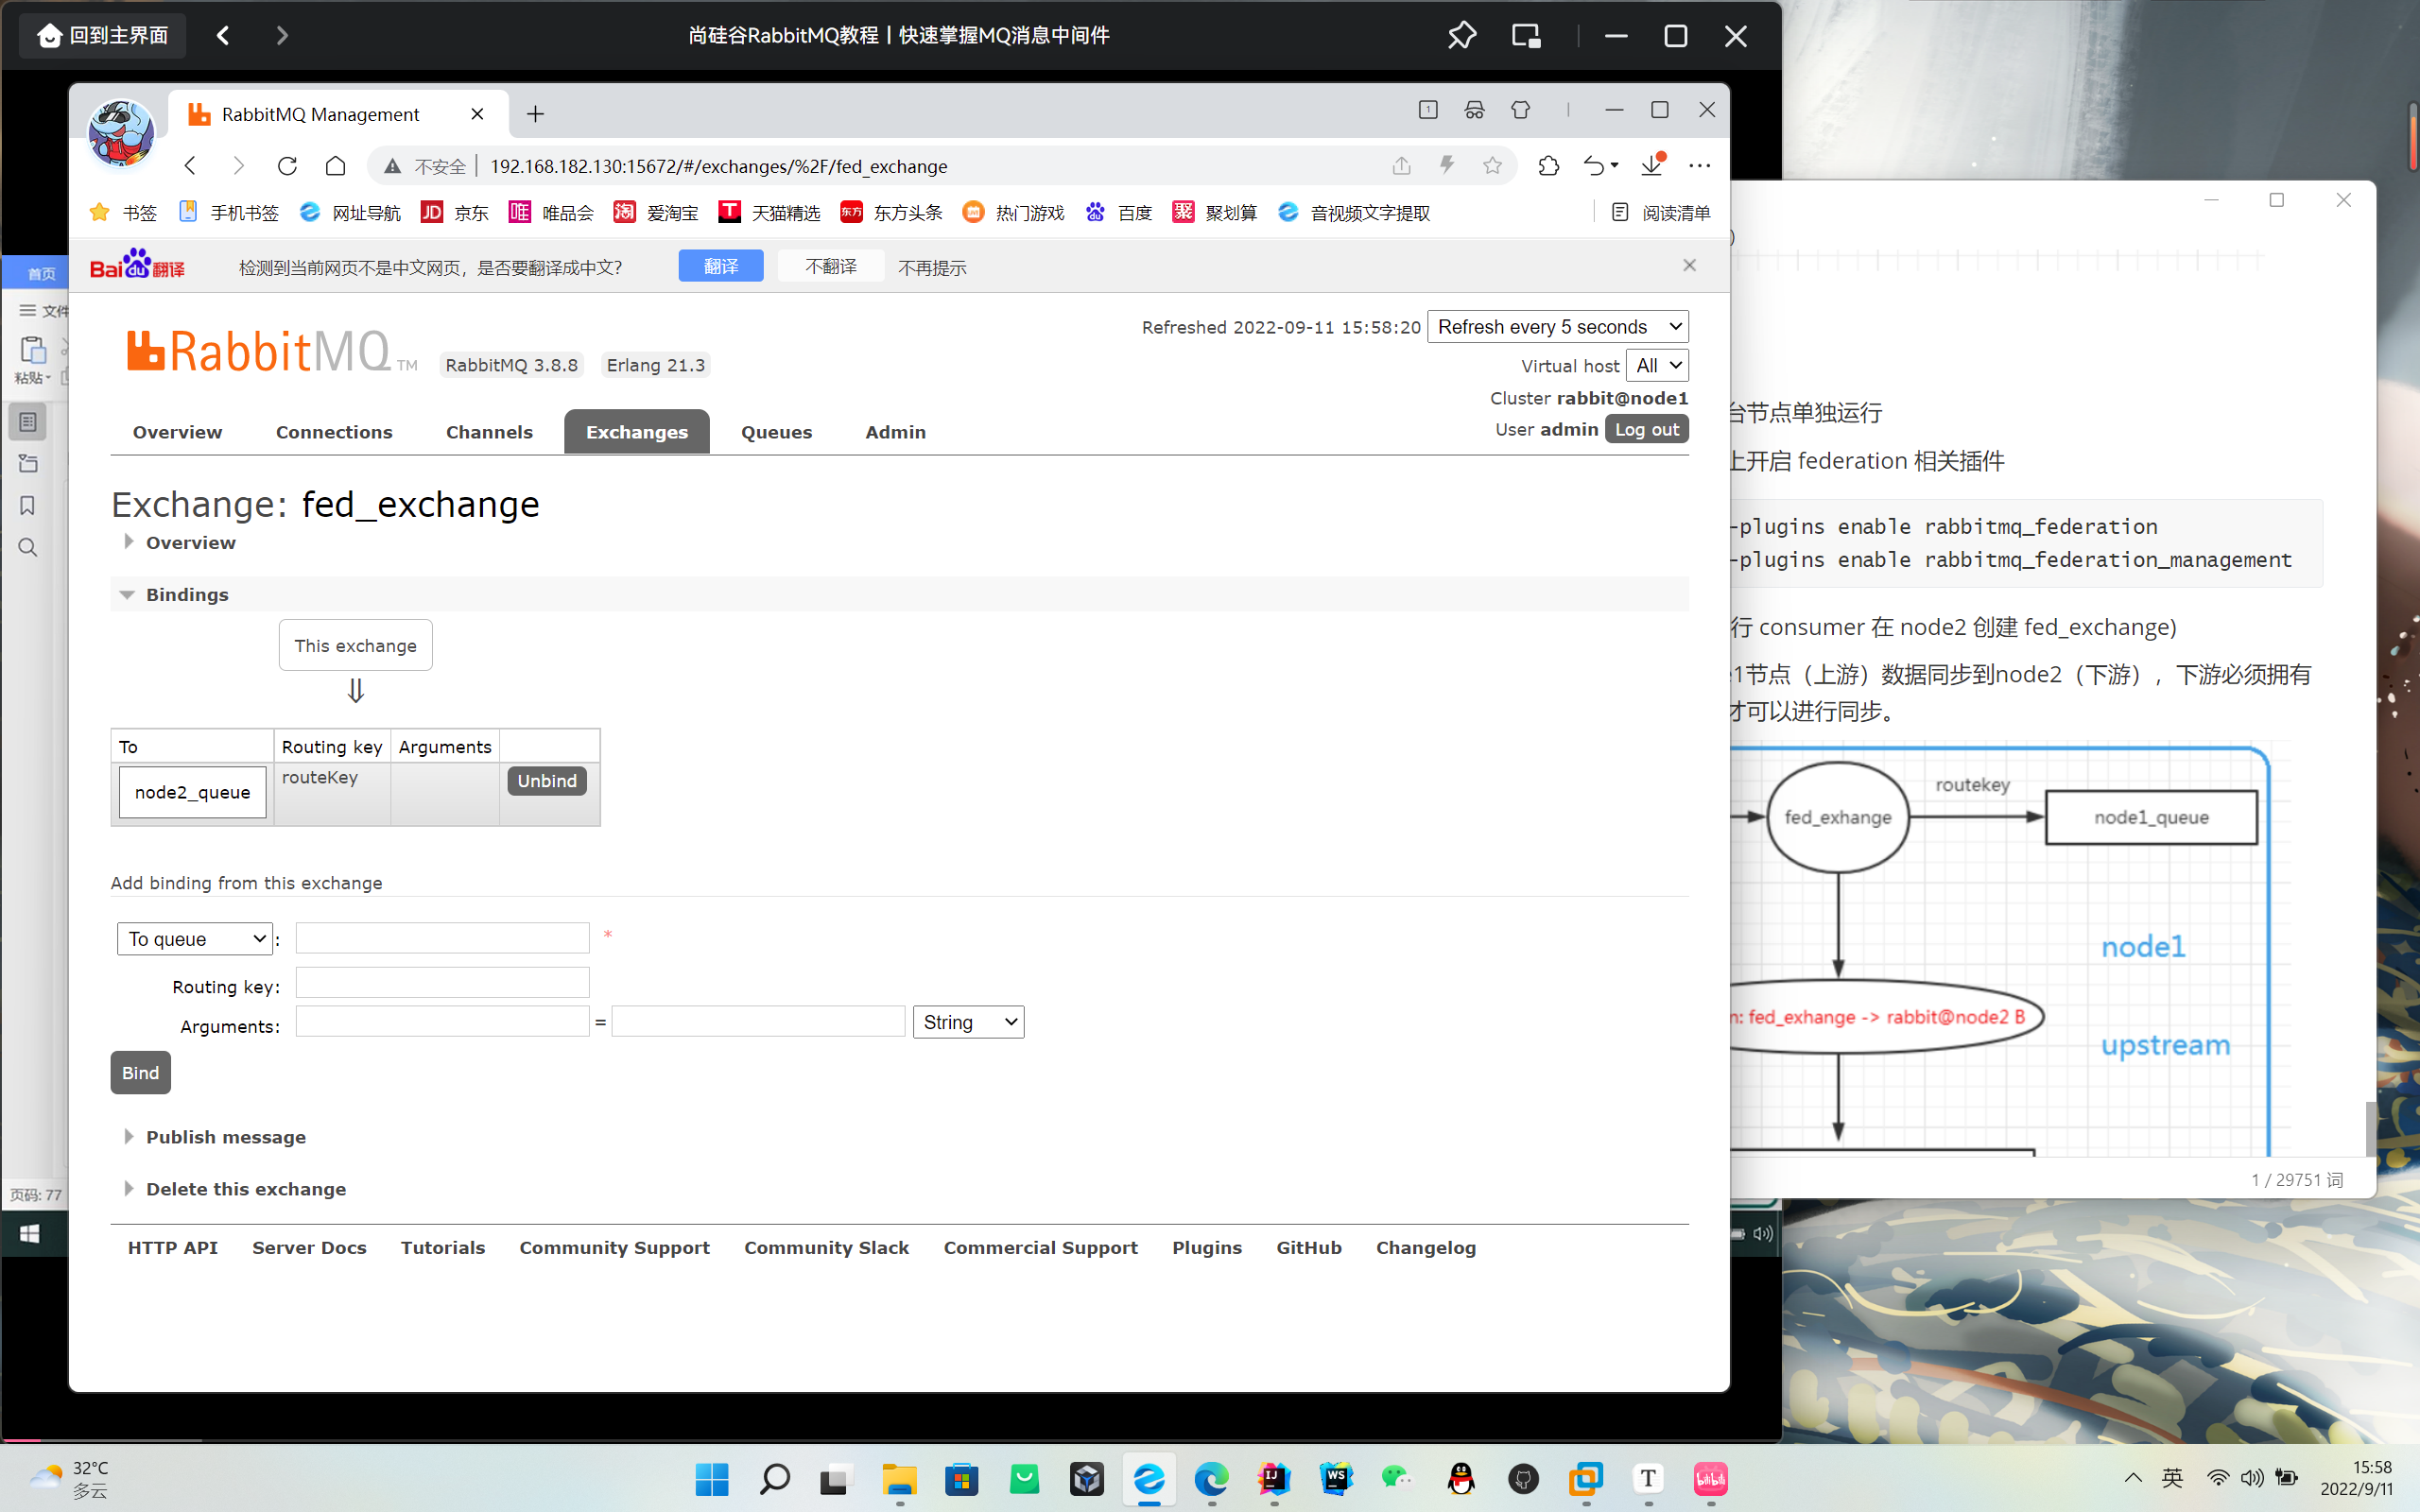 回到主界面
尚硅谷RabbitMQ教程丨快速掌握MQ消息中间件
RabbitMQ Management
不安全 192.168.182.130:15672/#/exchanges/%2F/fed_exchange
书签 手机书签 网址导航 JD 京东 唯 唯品会 淘 爱淘宝 T 天猫精选 东方 东方头条 热门游戏 百度 聚 聚划算 音视频文字提取 阅读清单
Baidu翻译 检测到当前网页不是中文网页，是否要翻译成中文？ 翻译 不翻译 不再提示
首页
文件
粘贴
RabbitMQ TM RabbitMQ 3.8.8 Erlang 21.3
Refreshed 2022-09-11 15:58:20 Refresh every 5 seconds
Virtual host All
Cluster rabbit@node1
User admin Log out
Overview Connections Channels Exchanges Queues Admin
Exchange: fed_exchange
Overview
Bindings
This exchange
⇓
To Routing key Arguments
node2_queue routeKey Unbind
Add binding from this exchange
To queue : *
Routing key:
Arguments: = String
Bind
Publish message
Delete this exchange
HTTP API Server Docs Tutorials Community Support Community Slack Commercial Support Plugins GitHub Changelog
页码: 77
)
台节点单独运行
上开启 federation 相关插件
-plugins enable rabbitmq_federation
-plugins enable rabbitmq_federation_management
行 consumer 在 node2 创建 fed_exchange)
1节点（上游）数据同步到node2（下游），下游必须拥有
才可以进行同步。
fed_exhange routekey node1_queue
node1
n: fed_exhange -> rabbit@node2 B
upstream
1 / 29751 词
32°C
多云
IJ WS T bilibili
英
15:58
2022/9/11